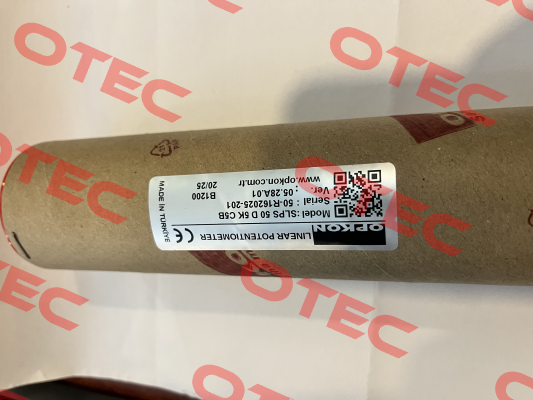 OPKON
LINEAR POTENTIOMETER
CE
Model :SLPS 50 5K C5B
Serial : 50-R162025-201
Ver. : 05.28A.01 B1200
www.opkon.com.tr 20/25
MADE IN TURKIYE
OTEC
OTEC
OTEC
OTEC
OTEC
OTEC
OTEC